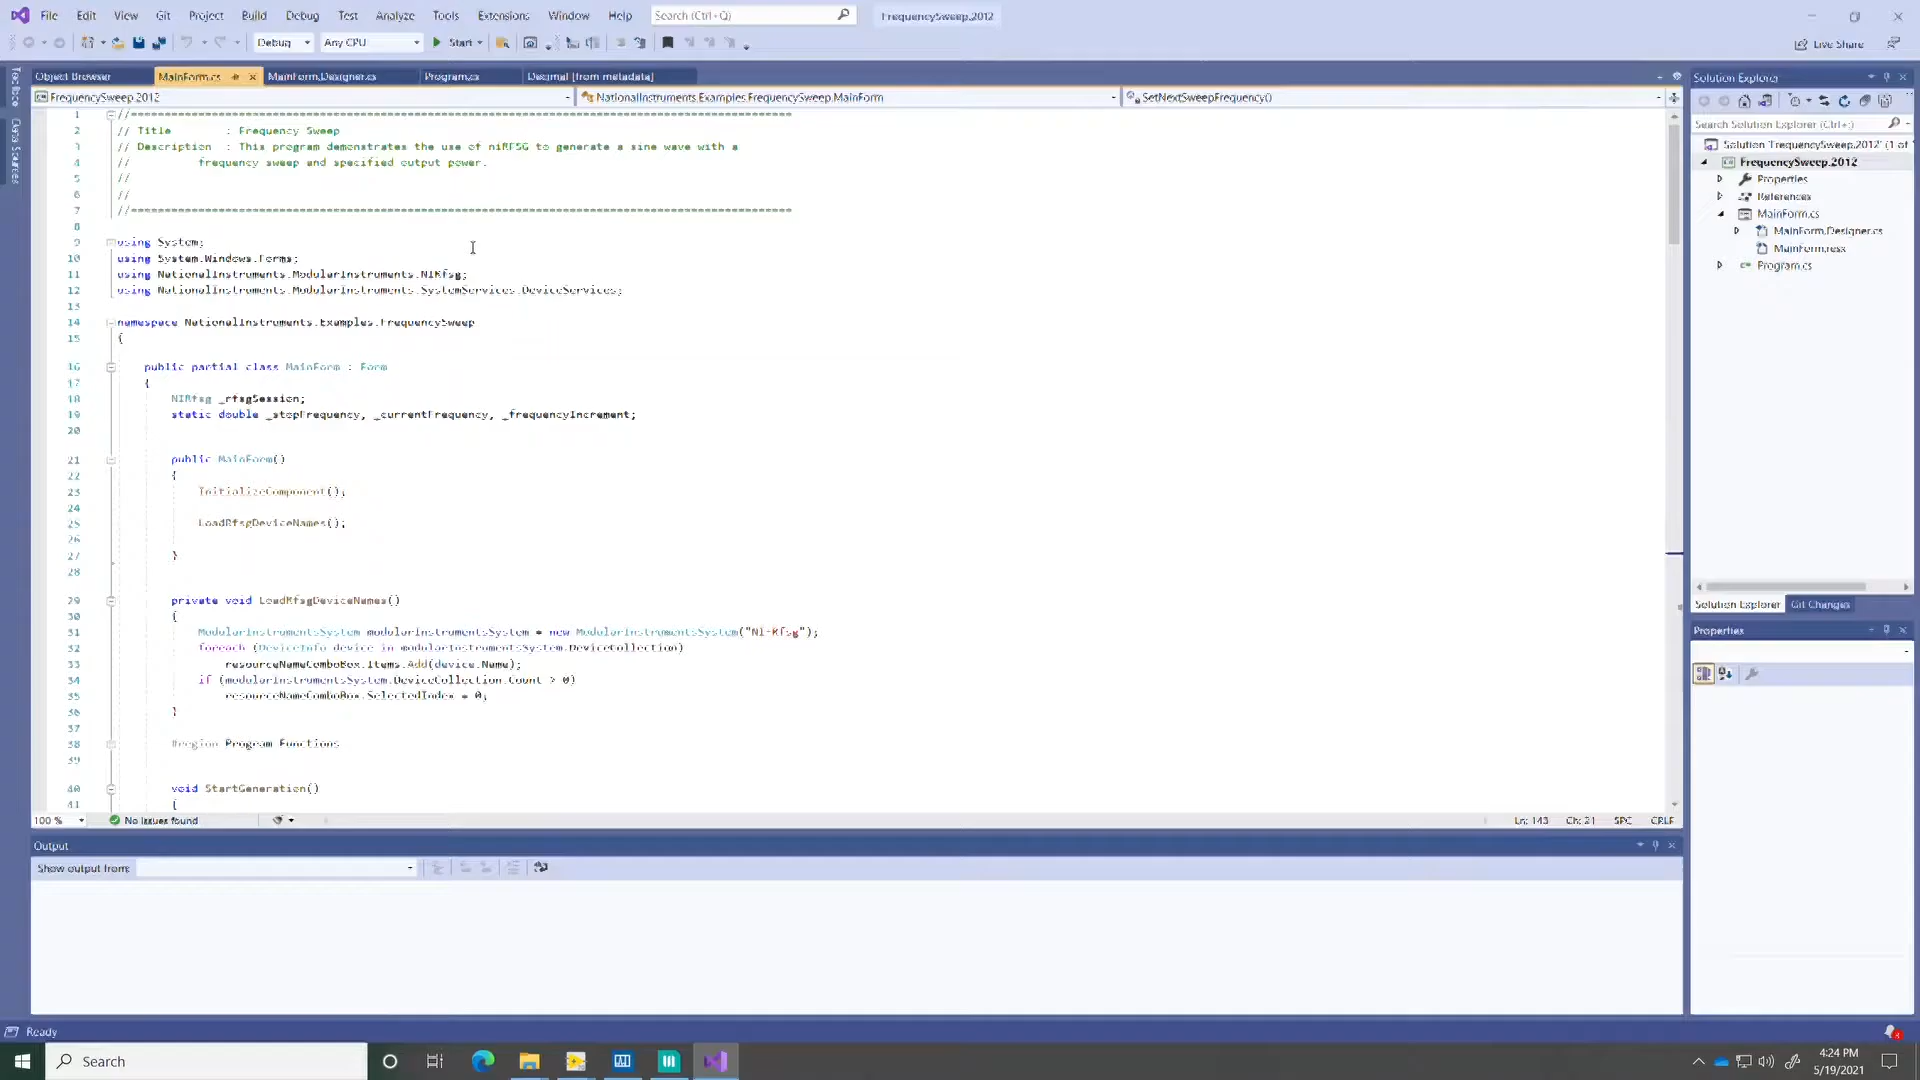 File Edit View Git Project Build Debug Test Analyze Tools Extensions Window Help Search (Ctrl+Q) FrequencySweep.2012
Debug Any CPU Start Live Share
Toolbox
Data Sources
Object Browser MainForm.cs MainForm.Designer.cs Program.cs Decimal [from metadata]
FrequencySweep.2012 NationalInstruments.Examples.FrequencySweep.MainForm SetNextSweepFrequency()
1 //==================================================================================================
2 // Title : Frequency Sweep
3 // Description : This program demonstrates the use of niRFSG to generate a sine wave with a
4 // frequency sweep and specified output power.
5 //
6 //
7 //==================================================================================================
8
9 using System;
10 using System.Windows.Forms;
11 using NationalInstruments.ModularInstruments.NIRfsg;
12 using NationalInstruments.ModularInstruments.SystemServices.DeviceServices;
13
14 namespace NationalInstruments.Examples.FrequencySweep
15 {
16 public partial class MainForm : Form
17 {
18 NIRfsg _rfsgSession;
19 static double _stopFrequency, _currentFrequency, _frequencyIncrement;
20
21 public MainForm()
22 {
23 InitializeComponent();
24
25 LoadRfsgDeviceNames();
26
27 }
28
29 private void LoadRfsgDeviceNames()
30 {
31 ModularInstrumentsSystem modularInstrumentsSystem = new ModularInstrumentsSystem("NI-Rfsg");
32 foreach (DeviceInfo device in modularInstrumentsSystem.DeviceCollection)
33 resourceNameComboBox.Items.Add(device.Name);
34 if (modularInstrumentsSystem.DeviceCollection.Count > 0)
35 resourceNameComboBox.SelectedIndex = 0;
36 }
37
38 #region Program Functions
39
40 void StartGeneration()
41 {
100 % No issues found Ln: 143 Ch: 21 SPC CRLF
Output
Show output from:
Solution Explorer
Search Solution Explorer (Ctrl+;)
Solution 'FrequencySweep.2012' (1 of
FrequencySweep.2012
Properties
References
MainForm.cs
MainForm.Designer.cs
MainForm.resx
Program.cs
Solution Explorer Git Changes
Properties
Ready
Search
4:24 PM
5/19/2021